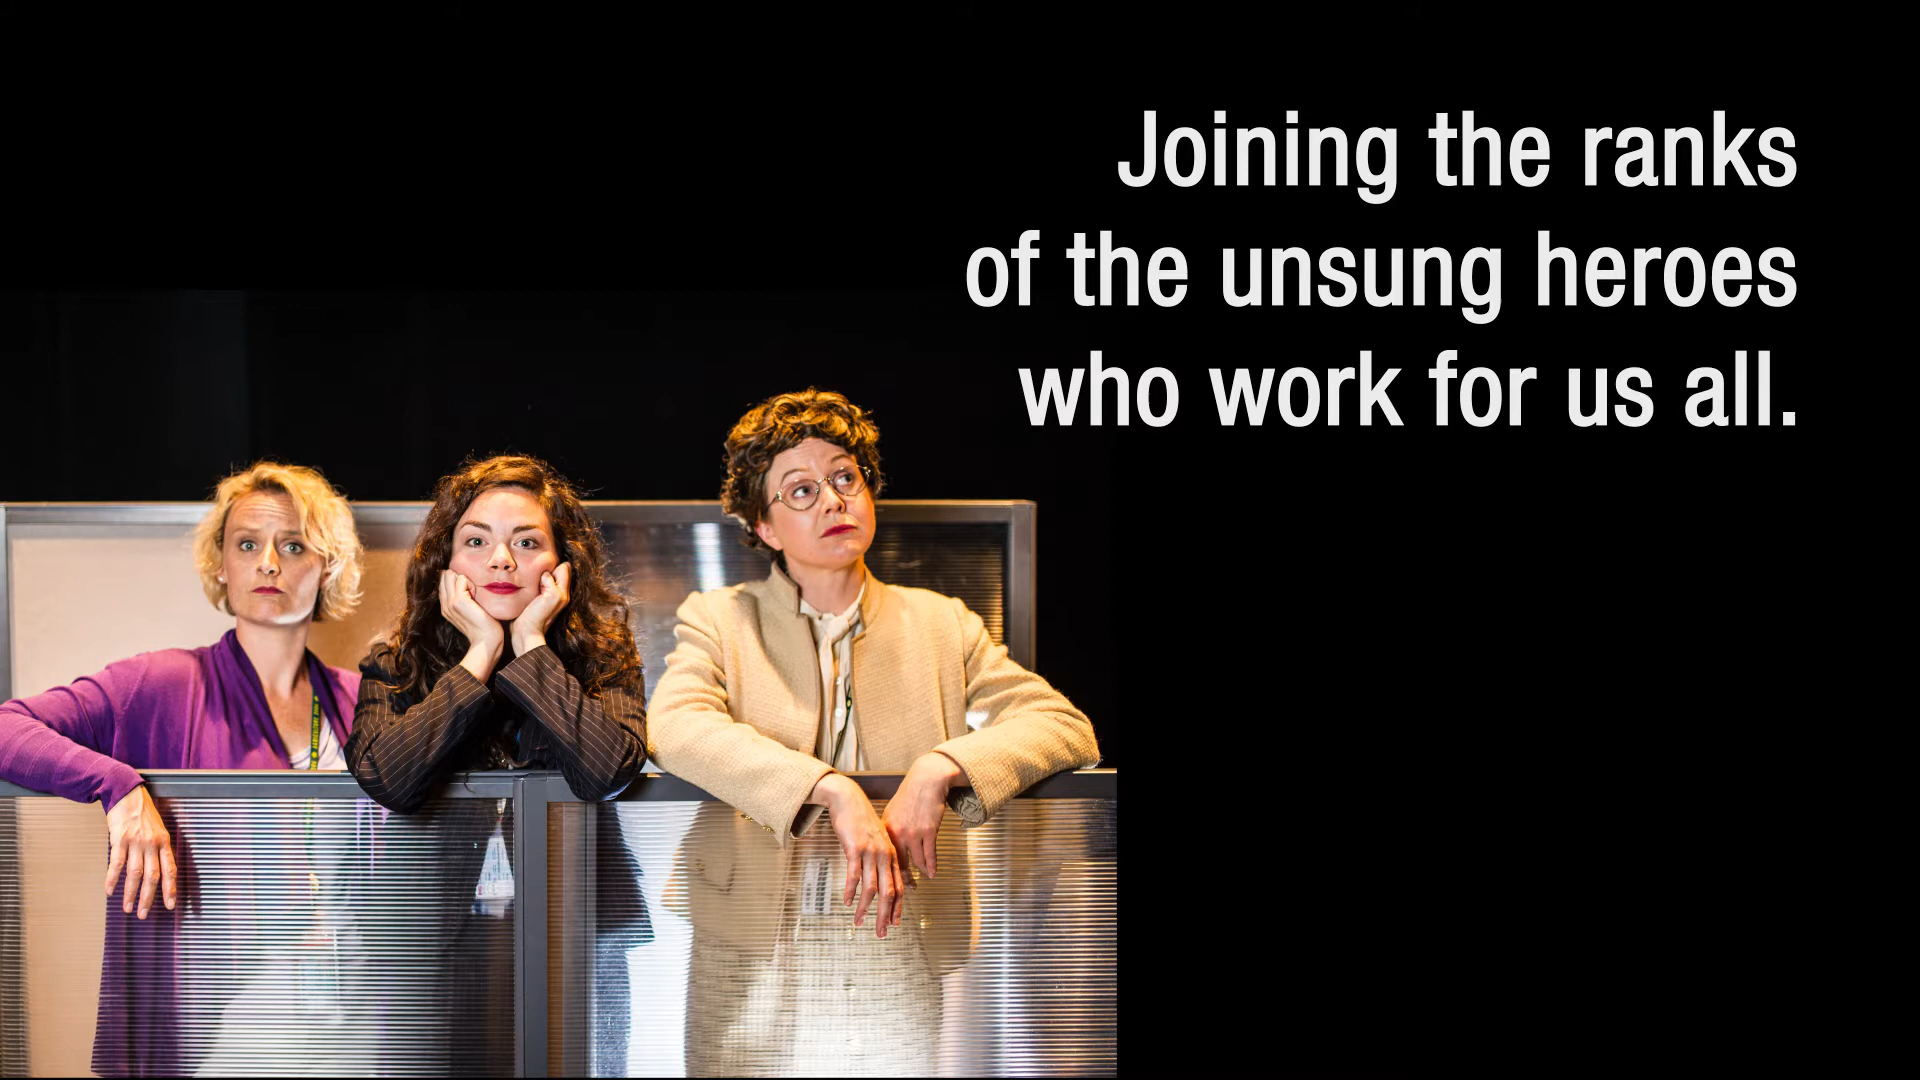 Joining the ranks
of the unsung heroes
who work for us all.